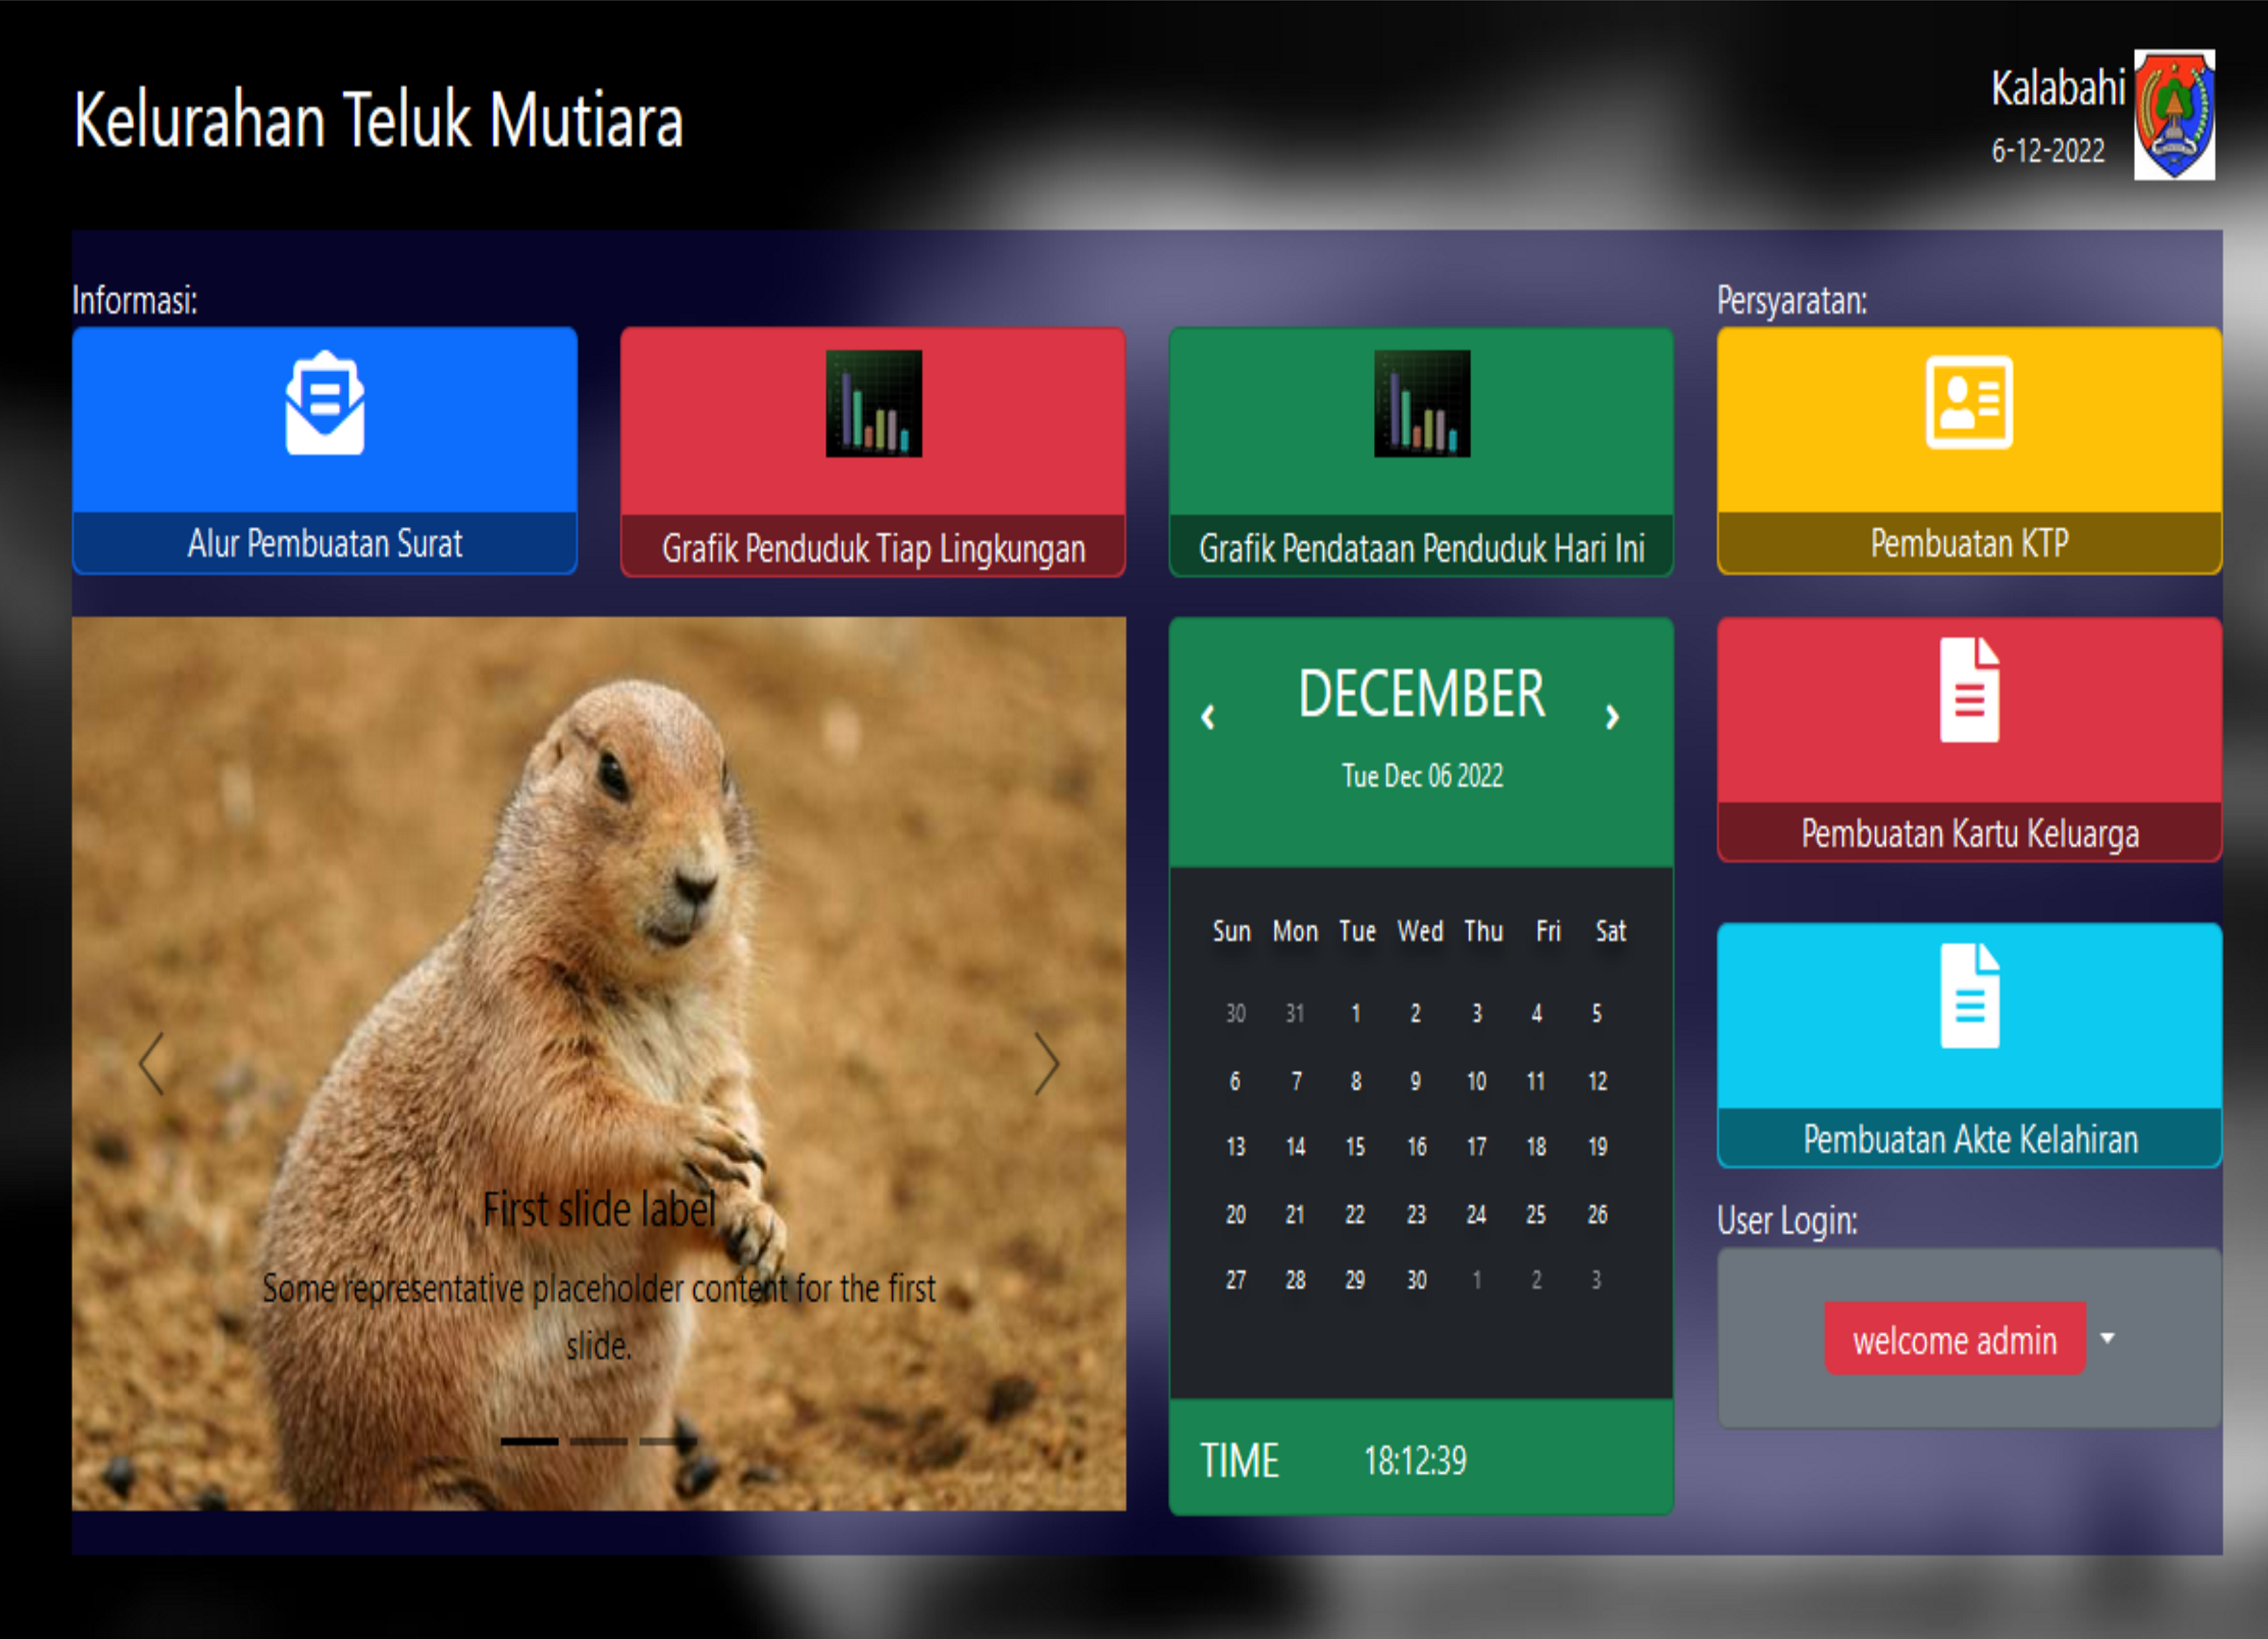 Kelurahan Teluk Mutiara
Kalabahi
6-12-2022
Informasi:
Persyaratan:
Alur Pembuatan Surat
Grafik Penduduk Tiap Lingkungan
Grafik Pendataan Penduduk Hari Ini
Pembuatan KTP
First slide label
Some representative placeholder content for the first
slide.
DECEMBER
Tue Dec 06 2022
Sun Mon Tue Wed Thu Fri Sat
30 31 1 2 3 4 5
6 7 8 9 10 11 12
13 14 15 16 17 18 19
20 21 22 23 24 25 26
27 28 29 30 1 2 3
TIME 18:12:39
Pembuatan Kartu Keluarga
Pembuatan Akte Kelahiran
User Login:
welcome admin